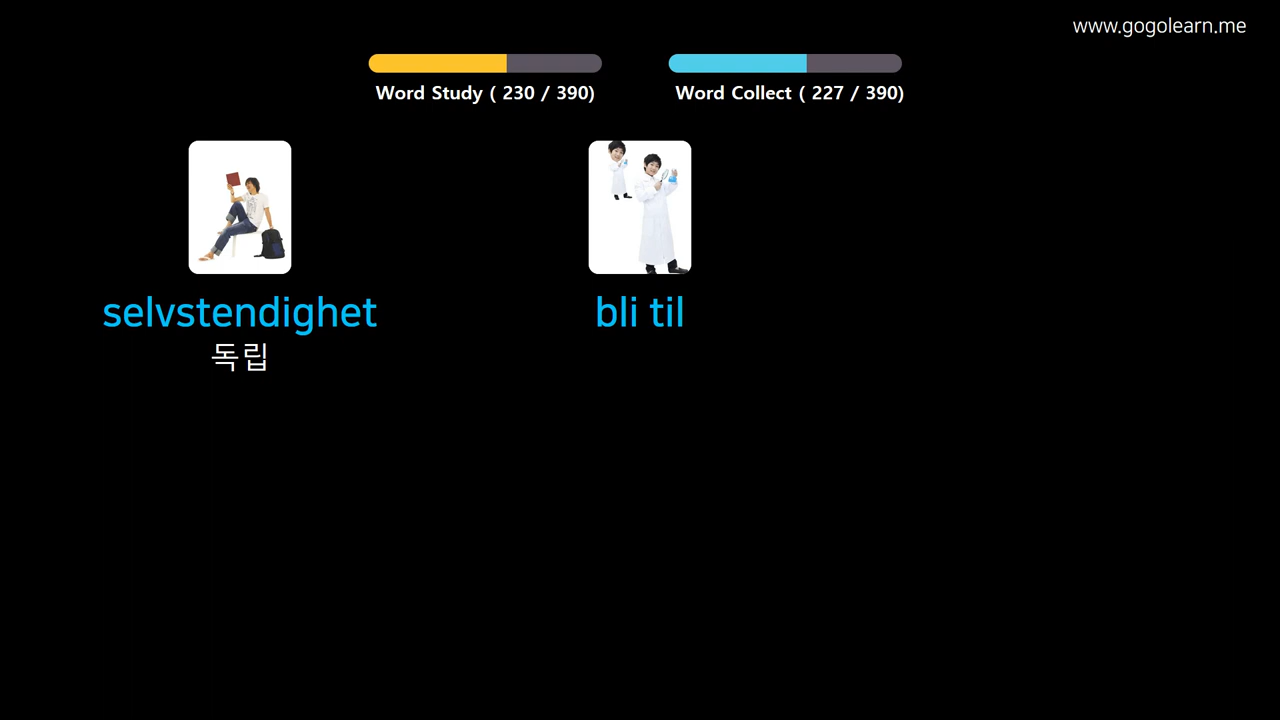 www.gogolearn.me
Word Study ( 230 / 390)
Word Collect ( 227 / 390)
selvstendighet
독립
bli til